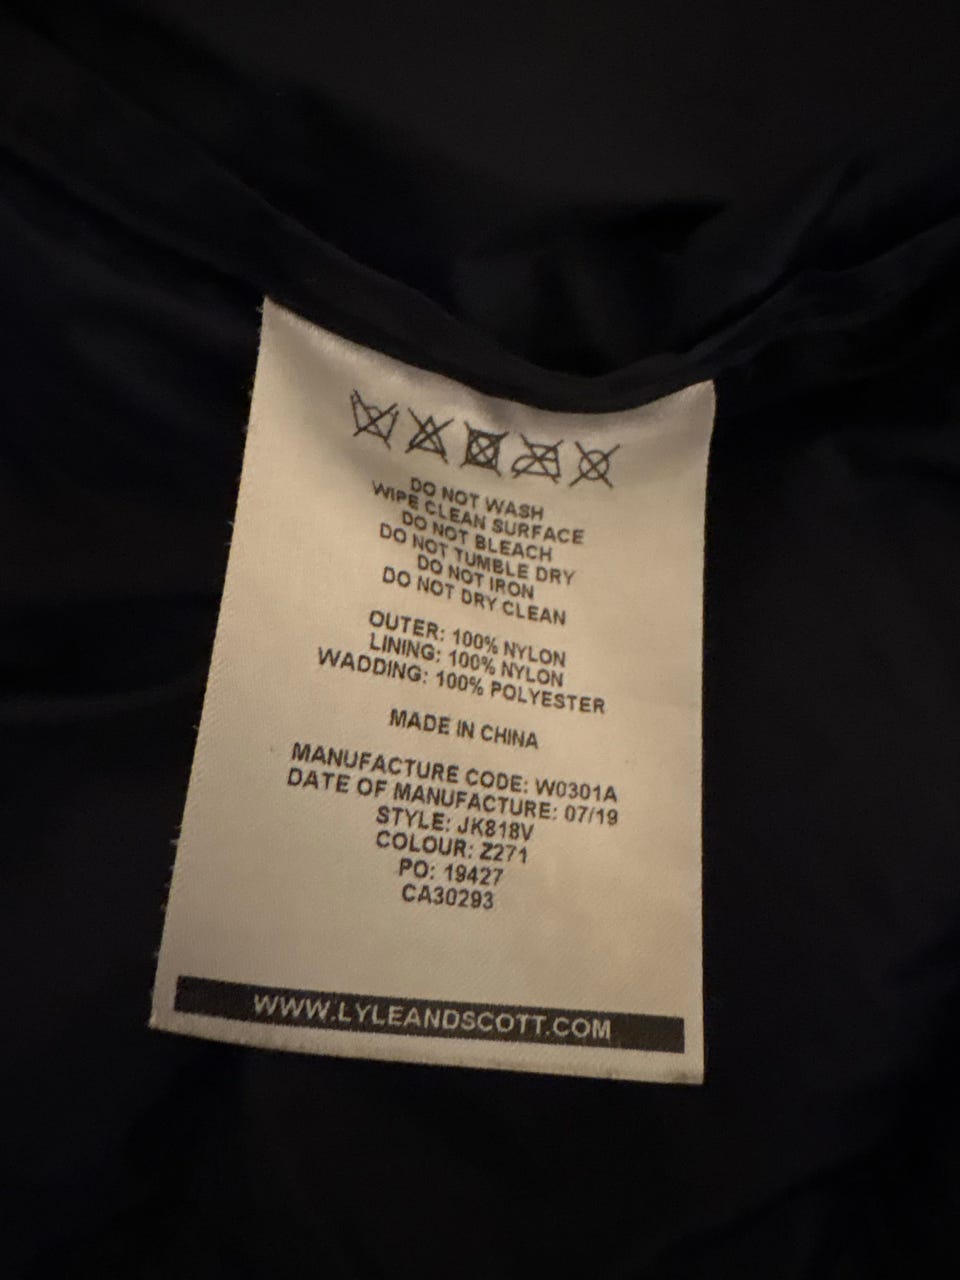 DO NOT WASH
WIPE CLEAN SURFACE
DO NOT BLEACH
DO NOT TUMBLE DRY
DO NOT IRON
DO NOT DRY CLEAN
OUTER: 100% NYLON
LINING: 100% NYLON
WADDING: 100% POLYESTER
MADE IN CHINA
MANUFACTURE CODE: W0301A
DATE OF MANUFACTURE: 07/19
STYLE: JK818V
COLOUR: Z271
PO: 19427
CA30293
WWW.LYLEANDSCOTT.COM